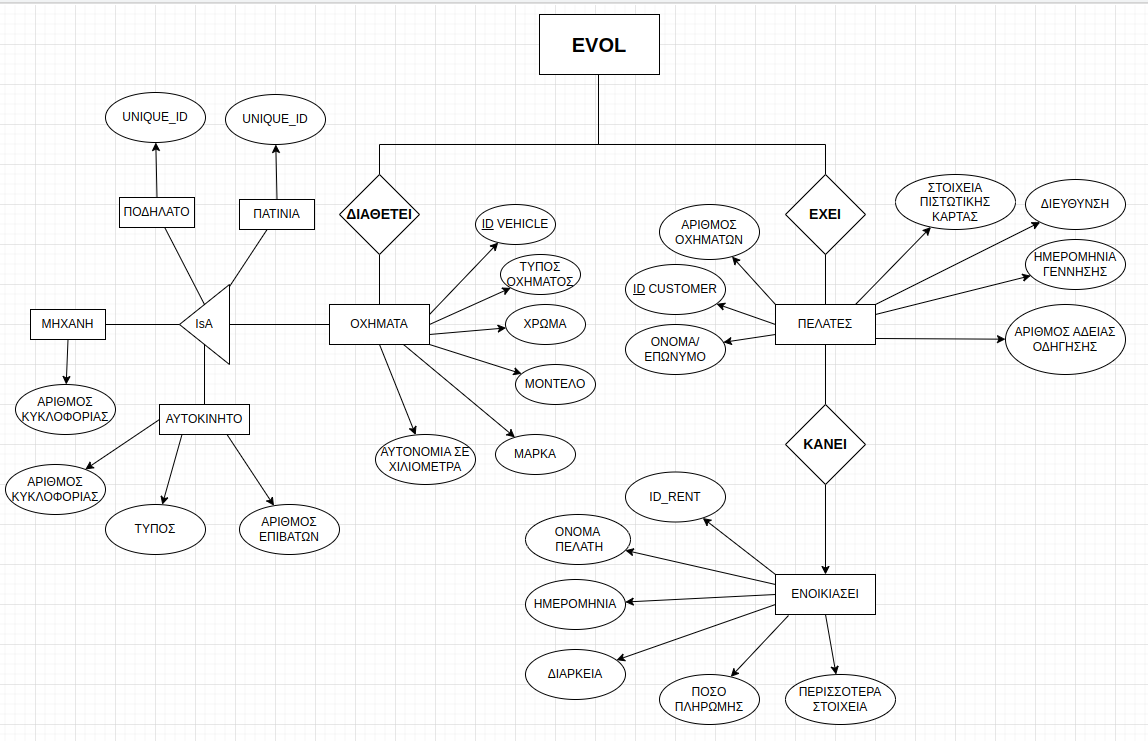 EVOL
UNIQUE_ID
UNIQUE_ID
ΠΟΔΗΛΑΤΟ
ΠΑΤΙΝΙΑ
ΔΙΑΘΕΤΕΙ
ΕΧΕΙ
ΣΤΟΙΧΕΙΑ
ΠΙΣΤΩΤΙΚΗΣ
ΚΑΡΤΑΣ
ΔΙΕΥΘΥΝΣΗ
ID VEHICLE
ΑΡΙΘΜΟΣ
ΟΧΗΜΑΤΩΝ
ΗΜΕΡΟΜΗΝΙΑ
ΓΕΝΝΗΣΗΣ
ΤΥΠΟΣ
ΟΧΗΜΑΤΟΣ
ID CUSTOMER
ΜΗΧΑΝΗ
IsA
ΟΧΗΜΑΤΑ
ΧΡΩΜΑ
ΠΕΛΑΤΕΣ
ΑΡΙΘΜΟΣ ΑΔΕΙΑΣ
ΟΔΗΓΗΣΗΣ
ΟΝΟΜΑ/
ΕΠΩΝΥΜΟ
ΜΟΝΤΕΛΟ
ΑΡΙΘΜΟΣ
ΚΥΚΛΟΦΟΡΙΑΣ
ΑΥΤΟΚΙΝΗΤΟ
ΑΥΤΟΝΟΜΙΑ ΣΕ
ΧΙΛΙΟΜΕΤΡΑ
ΜΑΡΚΑ
ΚΑΝΕΙ
ΑΡΙΘΜΟΣ
ΚΥΚΛΟΦΟΡΙΑΣ
ΤΥΠΟΣ
ΑΡΙΘΜΟΣ
ΕΠΙΒΑΤΩΝ
ID_RENT
ΟΝΟΜΑ
ΠΕΛΑΤΗ
ΗΜΕΡΟΜΗΝΙΑ
ΕΝΟΙΚΙΑΣΕΙ
ΔΙΑΡΚΕΙΑ
ΠΟΣΟ
ΠΛΗΡΩΜΗΣ
ΠΕΡΙΣΣΟΤΕΡΑ
ΣΤΟΙΧΕΙΑ